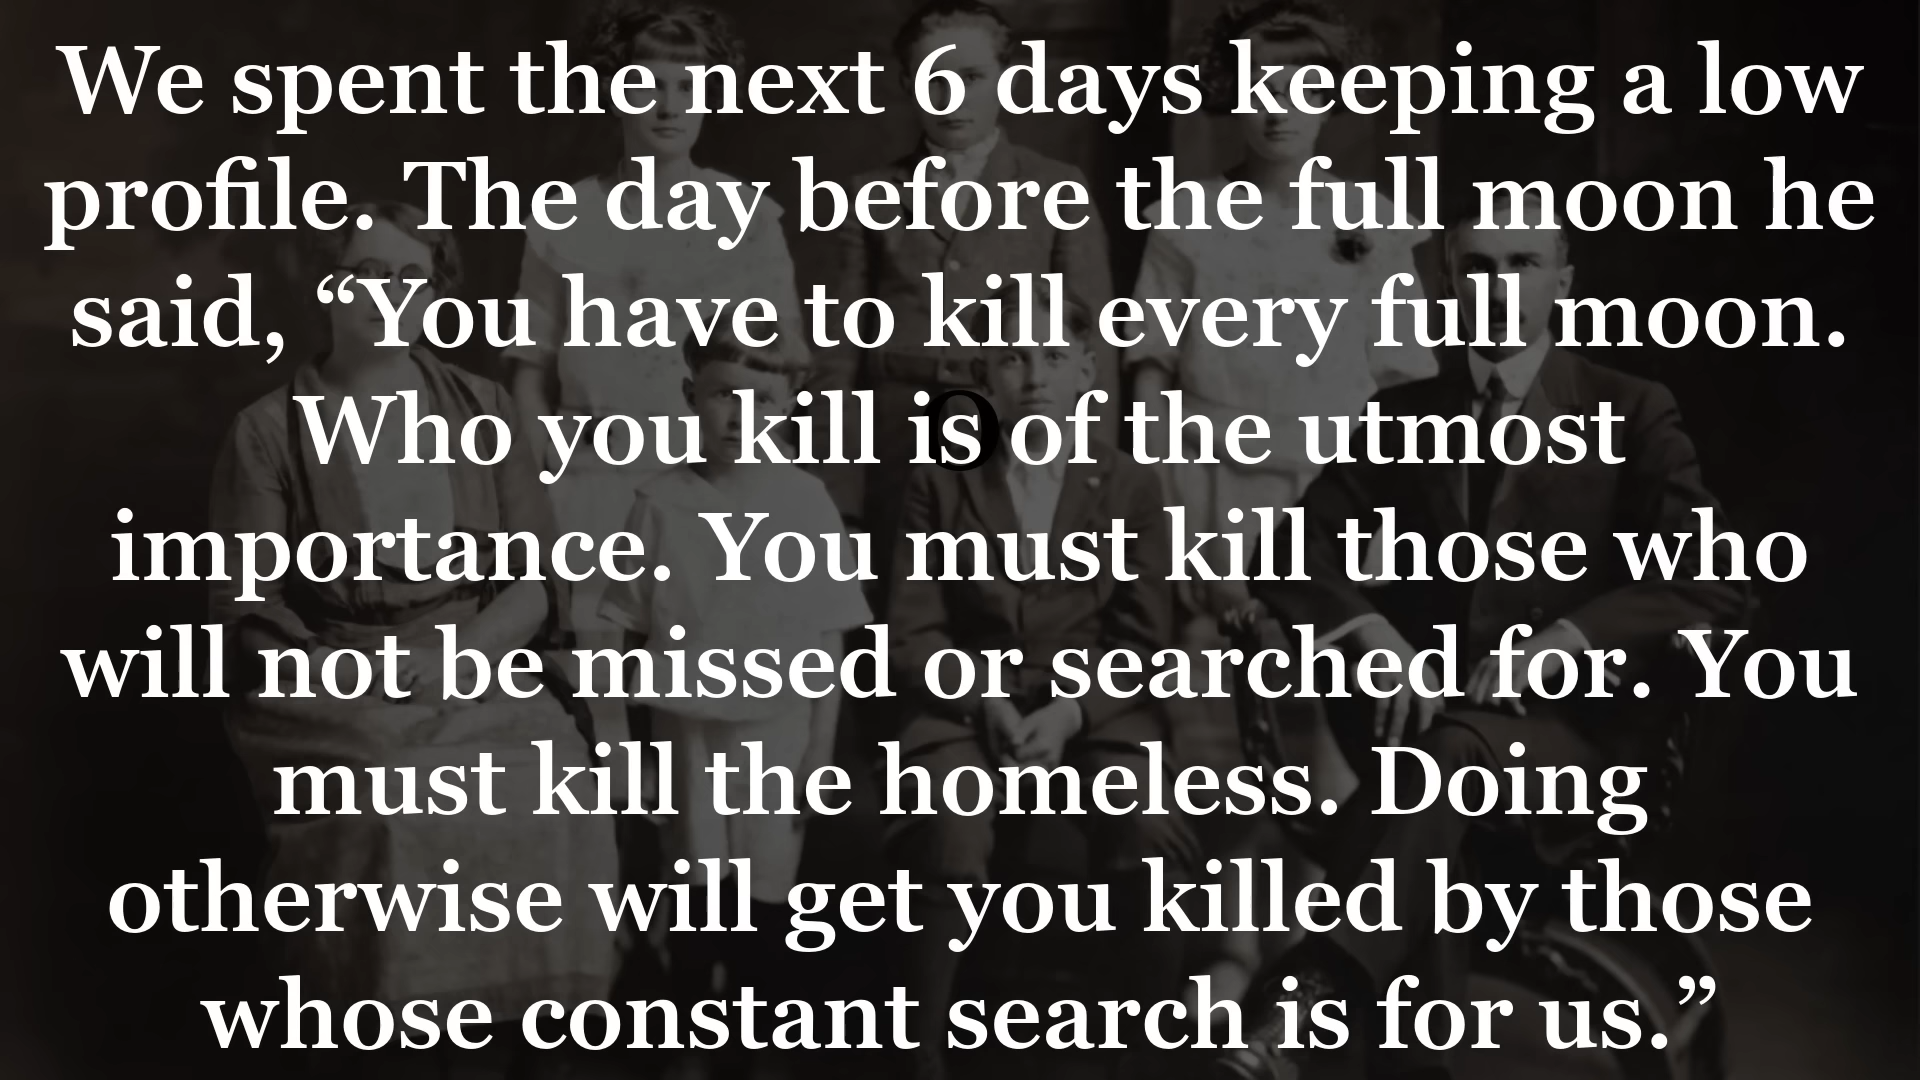 We spent the next 6 days keeping a low
profile. The day before the full moon he
said, “You have to kill every full moon.
Who you kill is of the utmost
importance. You must kill those who
will not be missed or searched for. You
must kill the homeless. Doing
otherwise will get you killed by those
whose constant search is for us.”